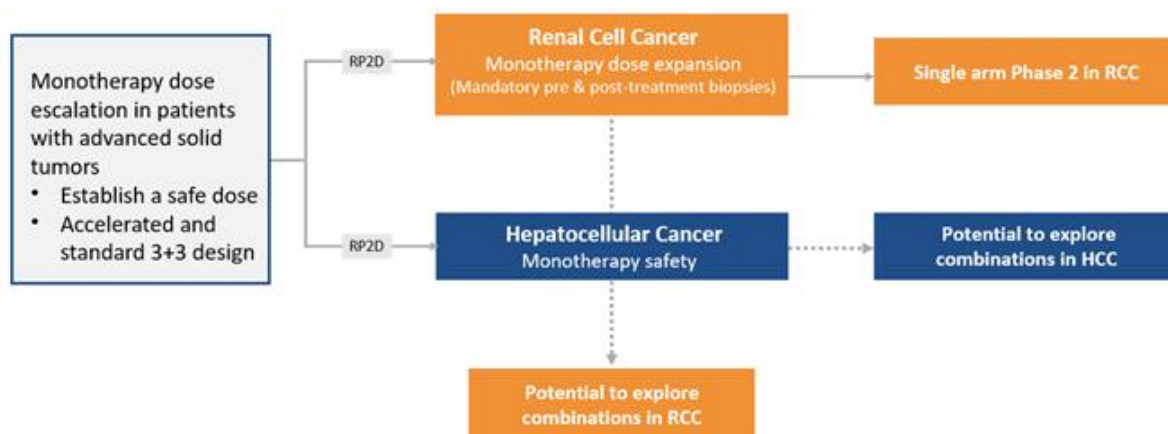 Monotherapy dose
escalation in patients
with advanced solid
tumors
• Establish a safe dose
• Accelerated and
standard 3+3 design
RP2D
Renal Cell Cancer
Monotherapy dose expansion
(Mandatory pre & post-treatment biopsies)
Single arm Phase 2 in RCC
RP2D
Hepatocellular Cancer
Monotherapy safety
Potential to explore
combinations in HCC
Potential to explore
combinations in RCC